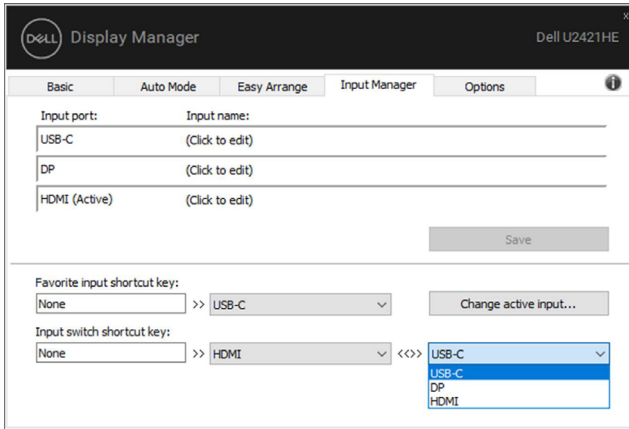 DELL Display Manager Dell U2421HE x
Basic Auto Mode Easy Arrange Input Manager Options i
Input port: Input name:
USB-C (Click to edit)
DP (Click to edit)
HDMI (Active) (Click to edit)
Save
Favorite input shortcut key:
None >> USB-C Change active input...
Input switch shortcut key:
None >> HDMI <<>> USB-C
USB-C
DP
HDMI